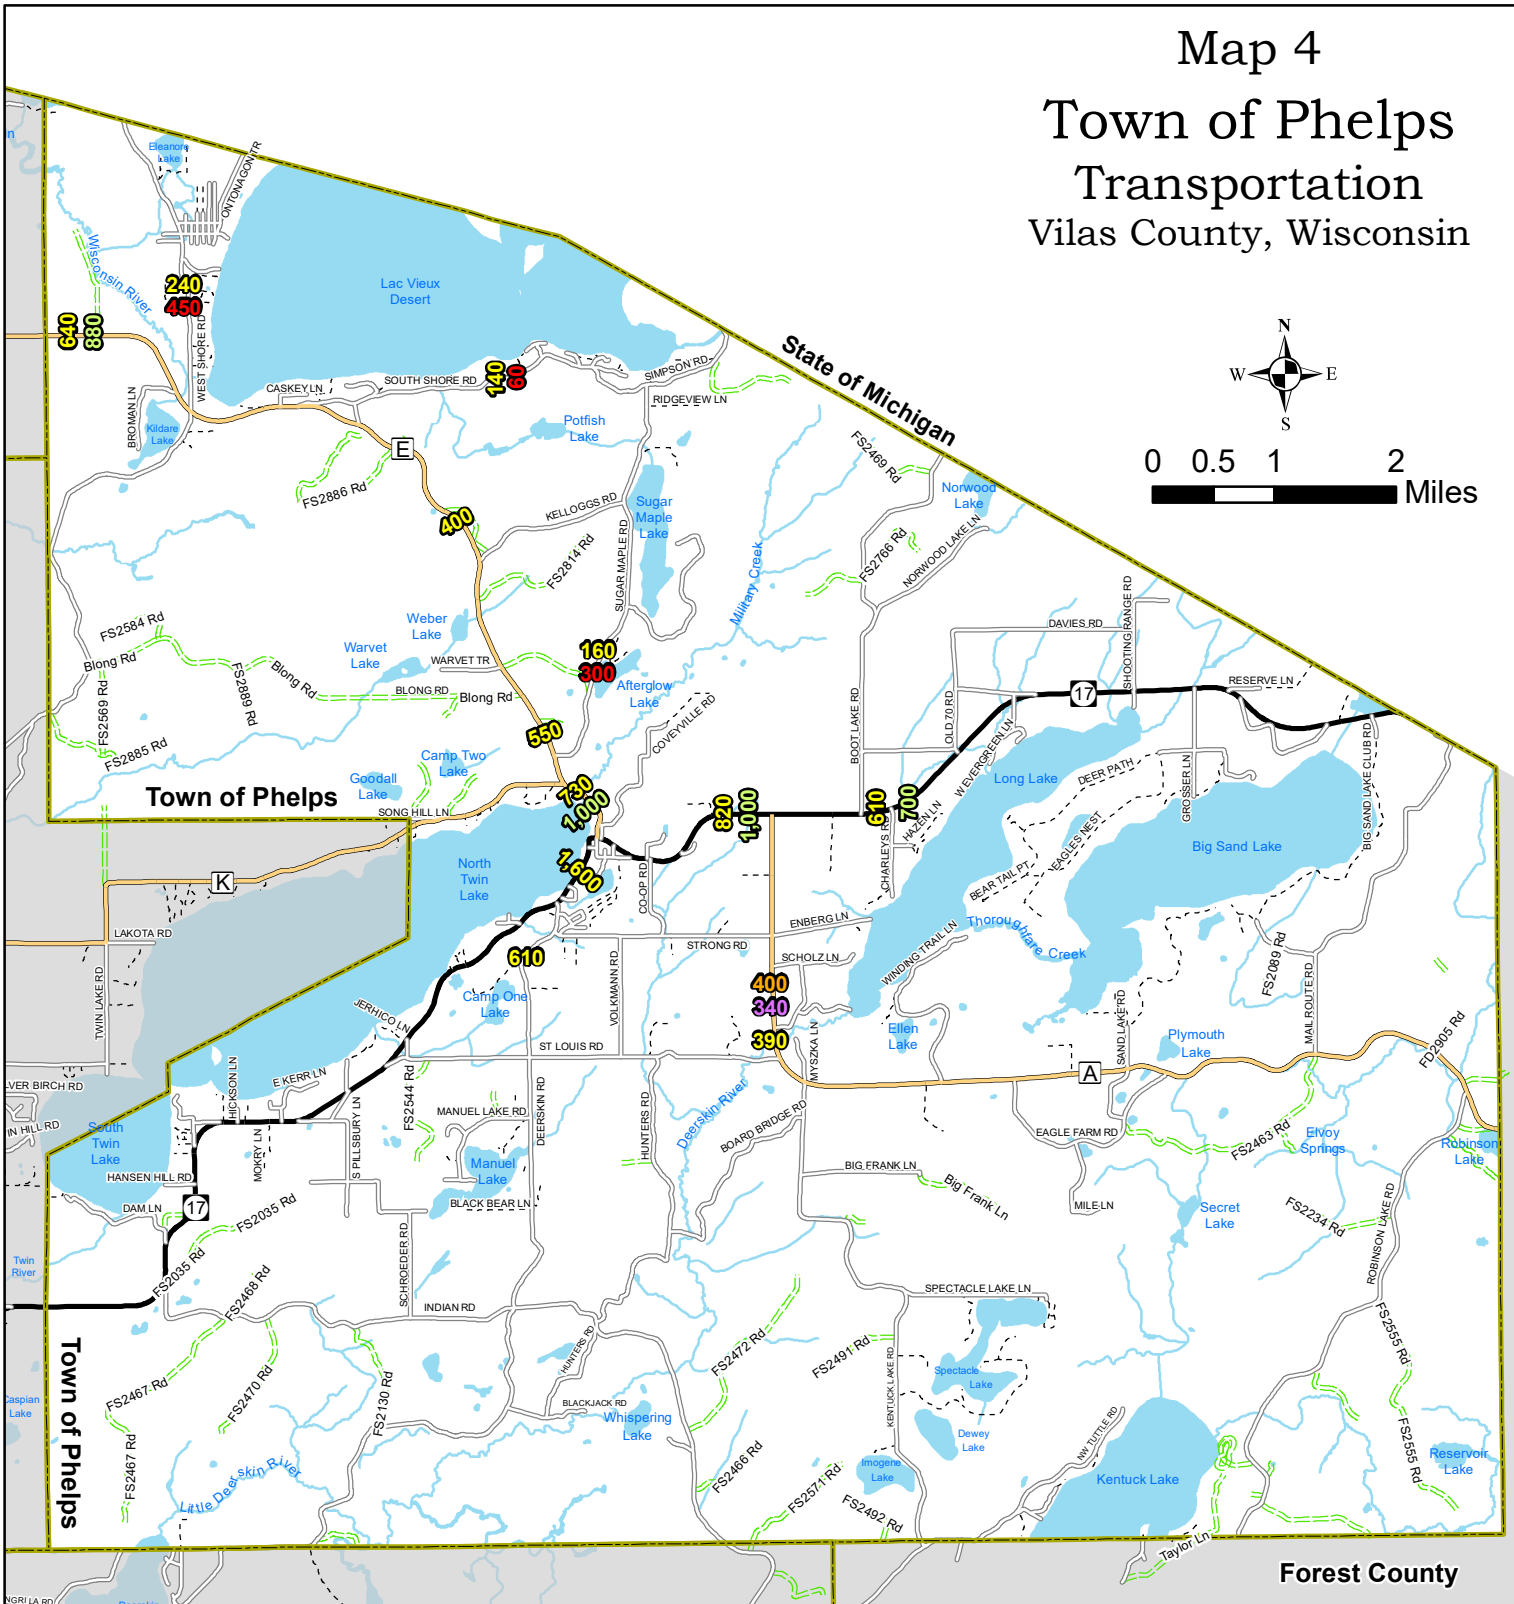 Map 4
Town of Phelps
Transportation
Vilas County, Wisconsin
N
W
E
S
0 0.5 1 2
Miles
State of Michigan
Eleanore
Lake
ONTONAGON TR
Wisconsin River
Lac Vieux
Desert
240
450
640
880
WEST SHORE RD
BROMAN LN
Kildare
Lake
CASKEY LN
SOUTH SHORE RD
140
60
SIMPSON RD
RIDGEVIEW LN
Potfish
Lake
E
FS2886 Rd
400
KELLOGGS RD
Sugar
Maple
Lake
SUGAR MAPLE RD
FS2814 Rd
FS2469 Rd
Norwood
Lake
FS2766 Rd
NORWOOD LAKE LN
Military Creek
Weber
Lake
Warvet
Lake
WARVET TR
FS2584 Rd
Blong Rd
FS2569 Rd
FS2889 Rd
Blong Rd
BLONG RD
Blong Rd
FS2885 Rd
160
300
Afterglow
Lake
COVEYVILLE RD
550
Camp Two
Lake
Goodall
Lake
SONG HILL LN
Town of Phelps
730
1,000
820
1,000
610
700
BOOT LAKE RD
OLD 70 RD
DAVIES RD
SHOOTING RANGE RD
17
RESERVE LN
W EVERGREEN LN
Long Lake
DEER PATH
GROSSER LN
BIG SAND LAKE CLUB RD
HAZEN LN
CHARLEYS RD
EAGLES NEST
BEAR TAIL PT
Big Sand Lake
K
LAKOTA RD
TWIN LAKE RD
North
Twin
Lake
1,600
CO-OP RD
610
STRONG RD
ENBERG LN
SCHOLZ LN
WINDING TRAIL LN
Thoroughfare Creek
FS2089 Rd
MAIL ROUTE RD
VOLKMANN RD
Camp One
Lake
JERHICO LN
400
340
390
MYSZKA LN
Ellen
Lake
SAND LAKE RD
Plymouth
Lake
FD2905 Rd
ST LOUIS RD
A
E KERR LN
HICKSON LN
FS2544 Rd
MANUEL LAKE RD
DEERSKIN RD
HUNTERS RD
Deerskin River
BOARD BRIDGE RD
EAGLE FARM RD
FS2463 Rd
Elvoy
Springs
Robinson
Lake
LVER BIRCH RD
IN HILL RD
South
Twin
Lake
MOKRY LN
S PILLSBURY LN
HANSEN HILL RD
DAM LN
17
FS2035 Rd
FS2035 Rd
Manuel
Lake
BLACK BEAR LN
BIG FRANK LN
Big Frank Ln
MILE LN
Secret
Lake
FS2234 Rd
ROBINSON LAKE RD
Twin
River
FS2468 Rd
SCHROEDER RD
INDIAN RD
SPECTACLE LAKE LN
HUNTERS RD
FS2472 Rd
FS2491 Rd
KENTUCK LAKE RD
Spectacle
Lake
FS2555 Rd
Town of Phelps
Caspian
Lake
FS2467 Rd
FS2470 Rd
FS2130 Rd
BLACKJACK RD
Whispering
Lake
Dewey
Lake
NW TUTTLE RD
FS2467 Rd
Little Deerskin River
FS2466 Rd
FS2571 Rd
Imogene
Lake
FS2492 Rd
Kentuck Lake
FS2555 Rd
Reservoir
Lake
Taylor Ln
Forest County
NGRI LA RD